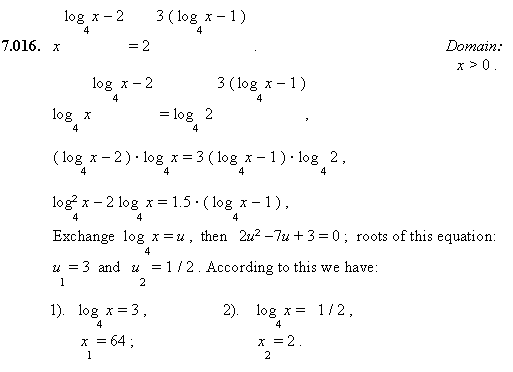 7.016. x^(log₄ x – 2) = 2^(3 ( log₄ x – 1 )) . Domain:
x > 0 .
log₄ x^(log₄ x – 2) = log₄ 2^(3 ( log₄ x – 1 )) ,
( log₄ x – 2 ) · log₄ x = 3 ( log₄ x – 1 ) · log₄ 2 ,
log₄² x – 2 log₄ x = 1.5 · ( log₄ x – 1 ) ,
Exchange log₄ x = u , then 2u² –7u + 3 = 0 ; roots of this equation:
u₁ = 3 and u₂ = 1 / 2 . According to this we have:
1). log₄ x = 3 , 2). log₄ x = 1 / 2 ,
x₁ = 64 ; x₂ = 2 .